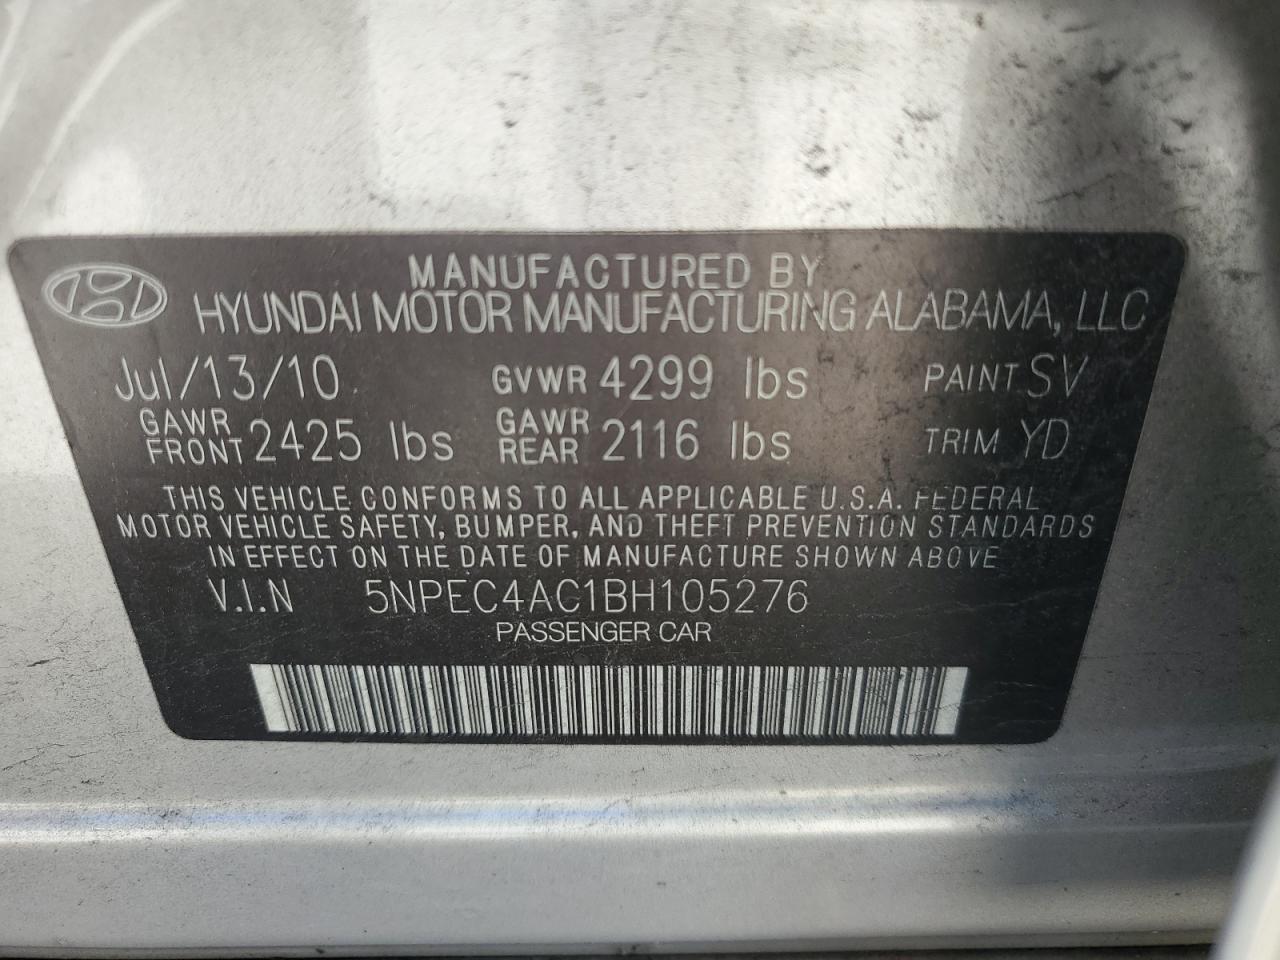 MANUFACTURED BY
HYUNDAI MOTOR MANUFACTURING ALABAMA, LLC
Jul/13/10 GVWR 4299 lbs PAINT SV
GAWR FRONT 2425 lbs GAWR REAR 2116 lbs TRIM YD
THIS VEHICLE CONFORMS TO ALL APPLICABLE U.S.A. FEDERAL
MOTOR VEHICLE SAFETY, BUMPER, AND THEFT PREVENTION STANDARDS
IN EFFECT ON THE DATE OF MANUFACTURE SHOWN ABOVE
V.I.N 5NPEC4AC1BH105276
PASSENGER CAR